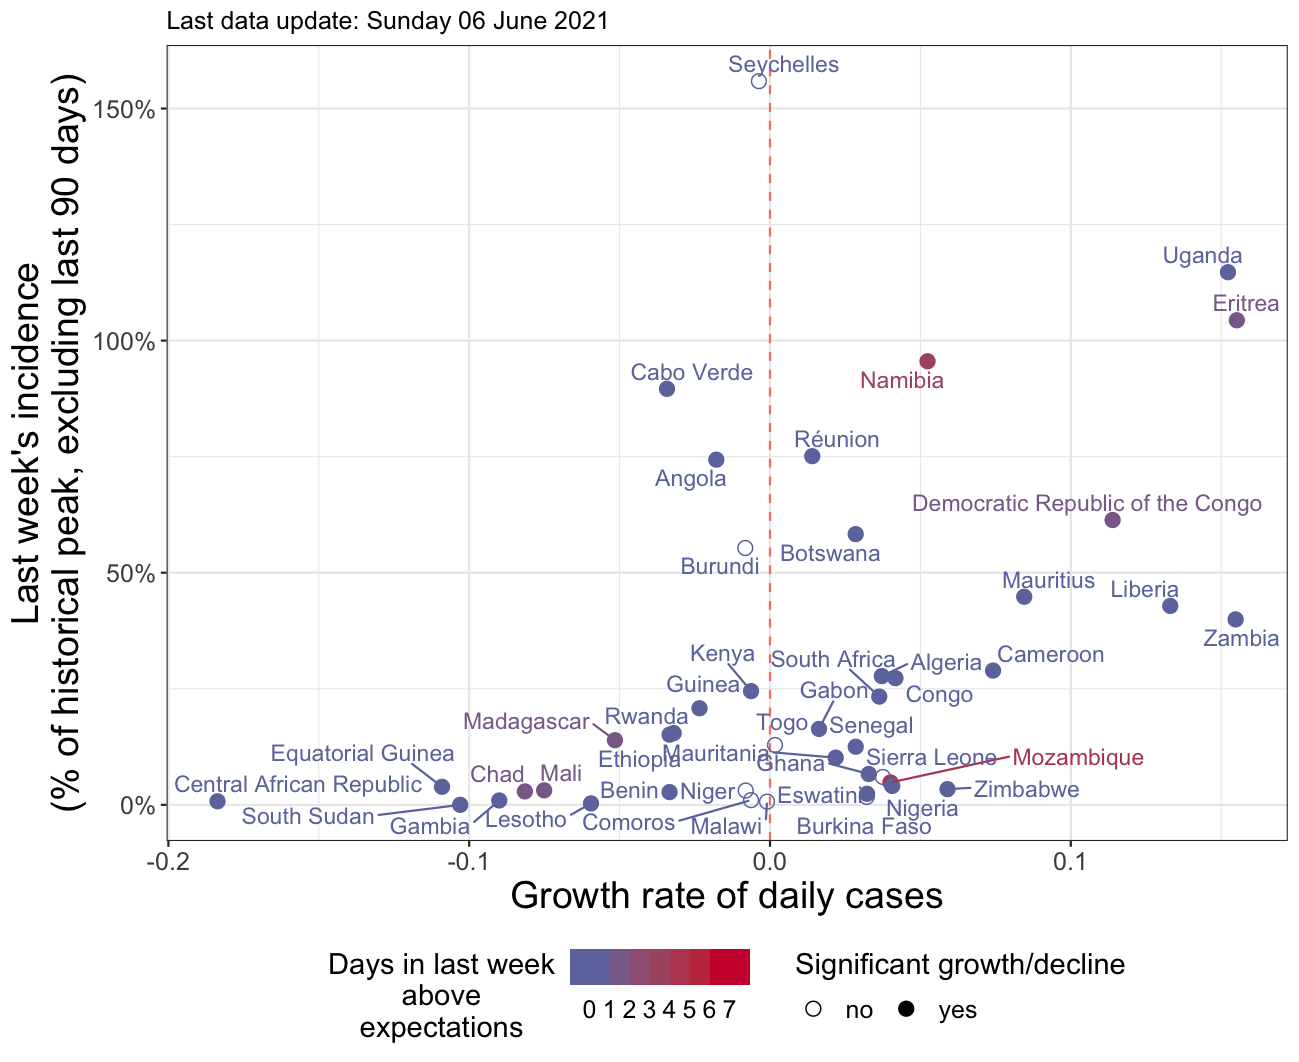 Last data update: Sunday 06 June 2021
Last week's incidence
(% of historical peak, excluding last 90 days)
150%
100%
50%
0%
Seychelles
Uganda
Eritrea
Cabo Verde
Namibia
Réunion
Angola
Democratic Republic of the Congo
Botswana
Burundi
Mauritius
Liberia
Zambia
Kenya
South Africa
Algeria
Cameroon
Guinea
Gabon
Congo
Madagascar
Rwanda
Togo
Senegal
Equatorial Guinea
Ethiopia
Mauritania
Ghana
Sierra Leone
Mozambique
Central African Republic
Chad
Mali
Benin
Niger
Eswatini
Zimbabwe
South Sudan
Gambia
Lesotho
Comoros
Malawi
Nigeria
Burkina Faso
-0.2
-0.1
0.0
0.1
Growth rate of daily cases
Days in last week
above
expectations
0 1 2 3 4 5 6 7
Significant growth/decline
no
yes